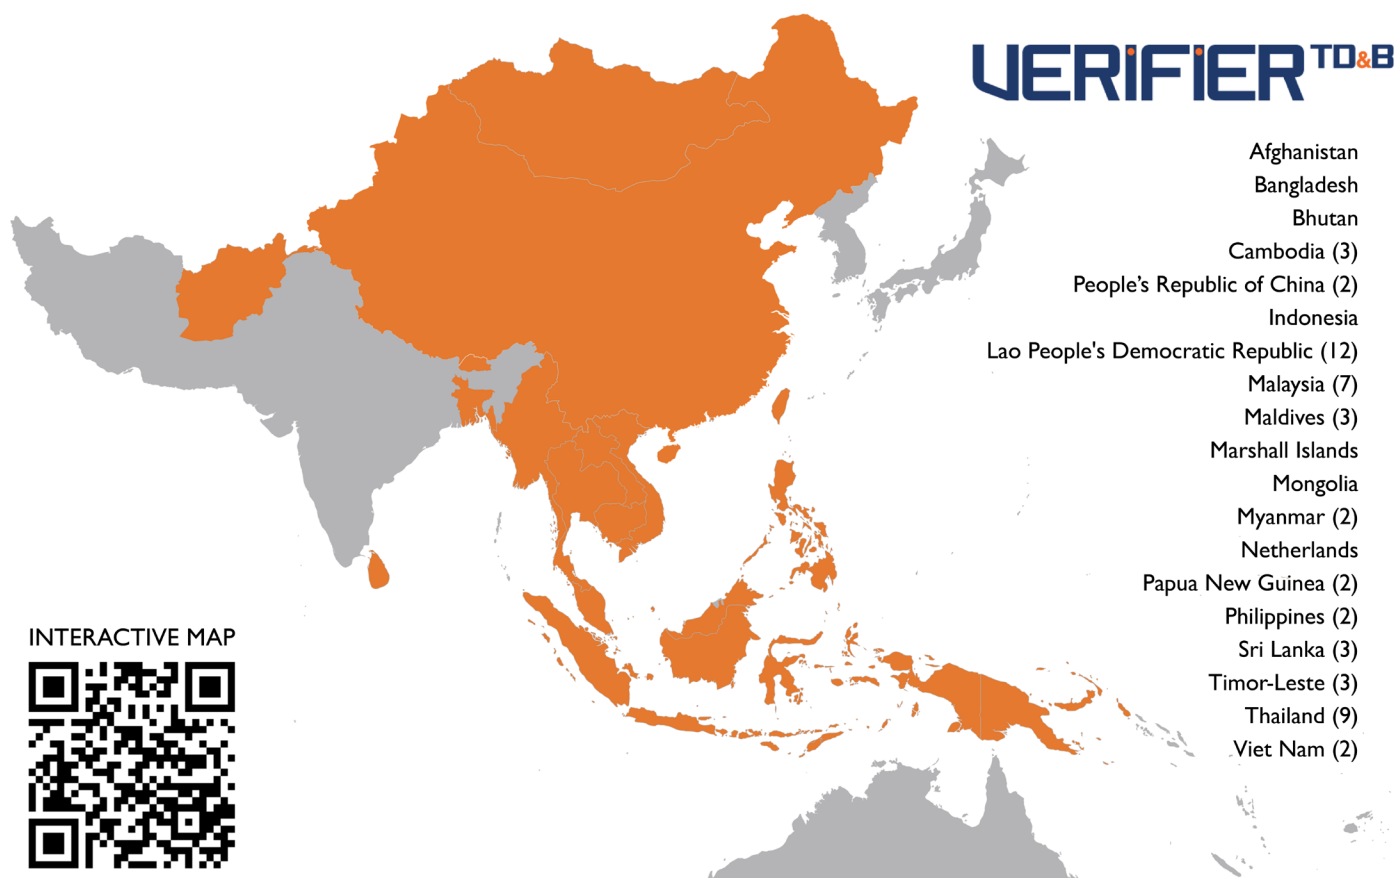 VERIFIER TD&B
Afghanistan
Bangladesh
Bhutan
Cambodia (3)
People’s Republic of China (2)
Indonesia
Lao People's Democratic Republic (12)
Malaysia (7)
Maldives (3)
Marshall Islands
Mongolia
Myanmar (2)
Netherlands
Papua New Guinea (2)
Philippines (2)
Sri Lanka (3)
Timor-Leste (3)
Thailand (9)
Viet Nam (2)
INTERACTIVE MAP